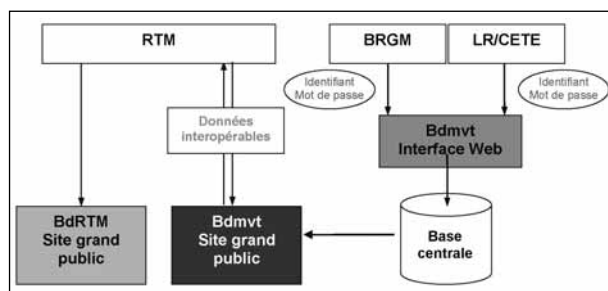 RTM
BRGM
LR/CETE
Identifiant
Mot de passe
Identifiant
Mot de passe
Données
interopérables
Bdmvt
Interface Web
BdRTM
Site grand
public
Bdmvt
Site grand
public
Base
centrale